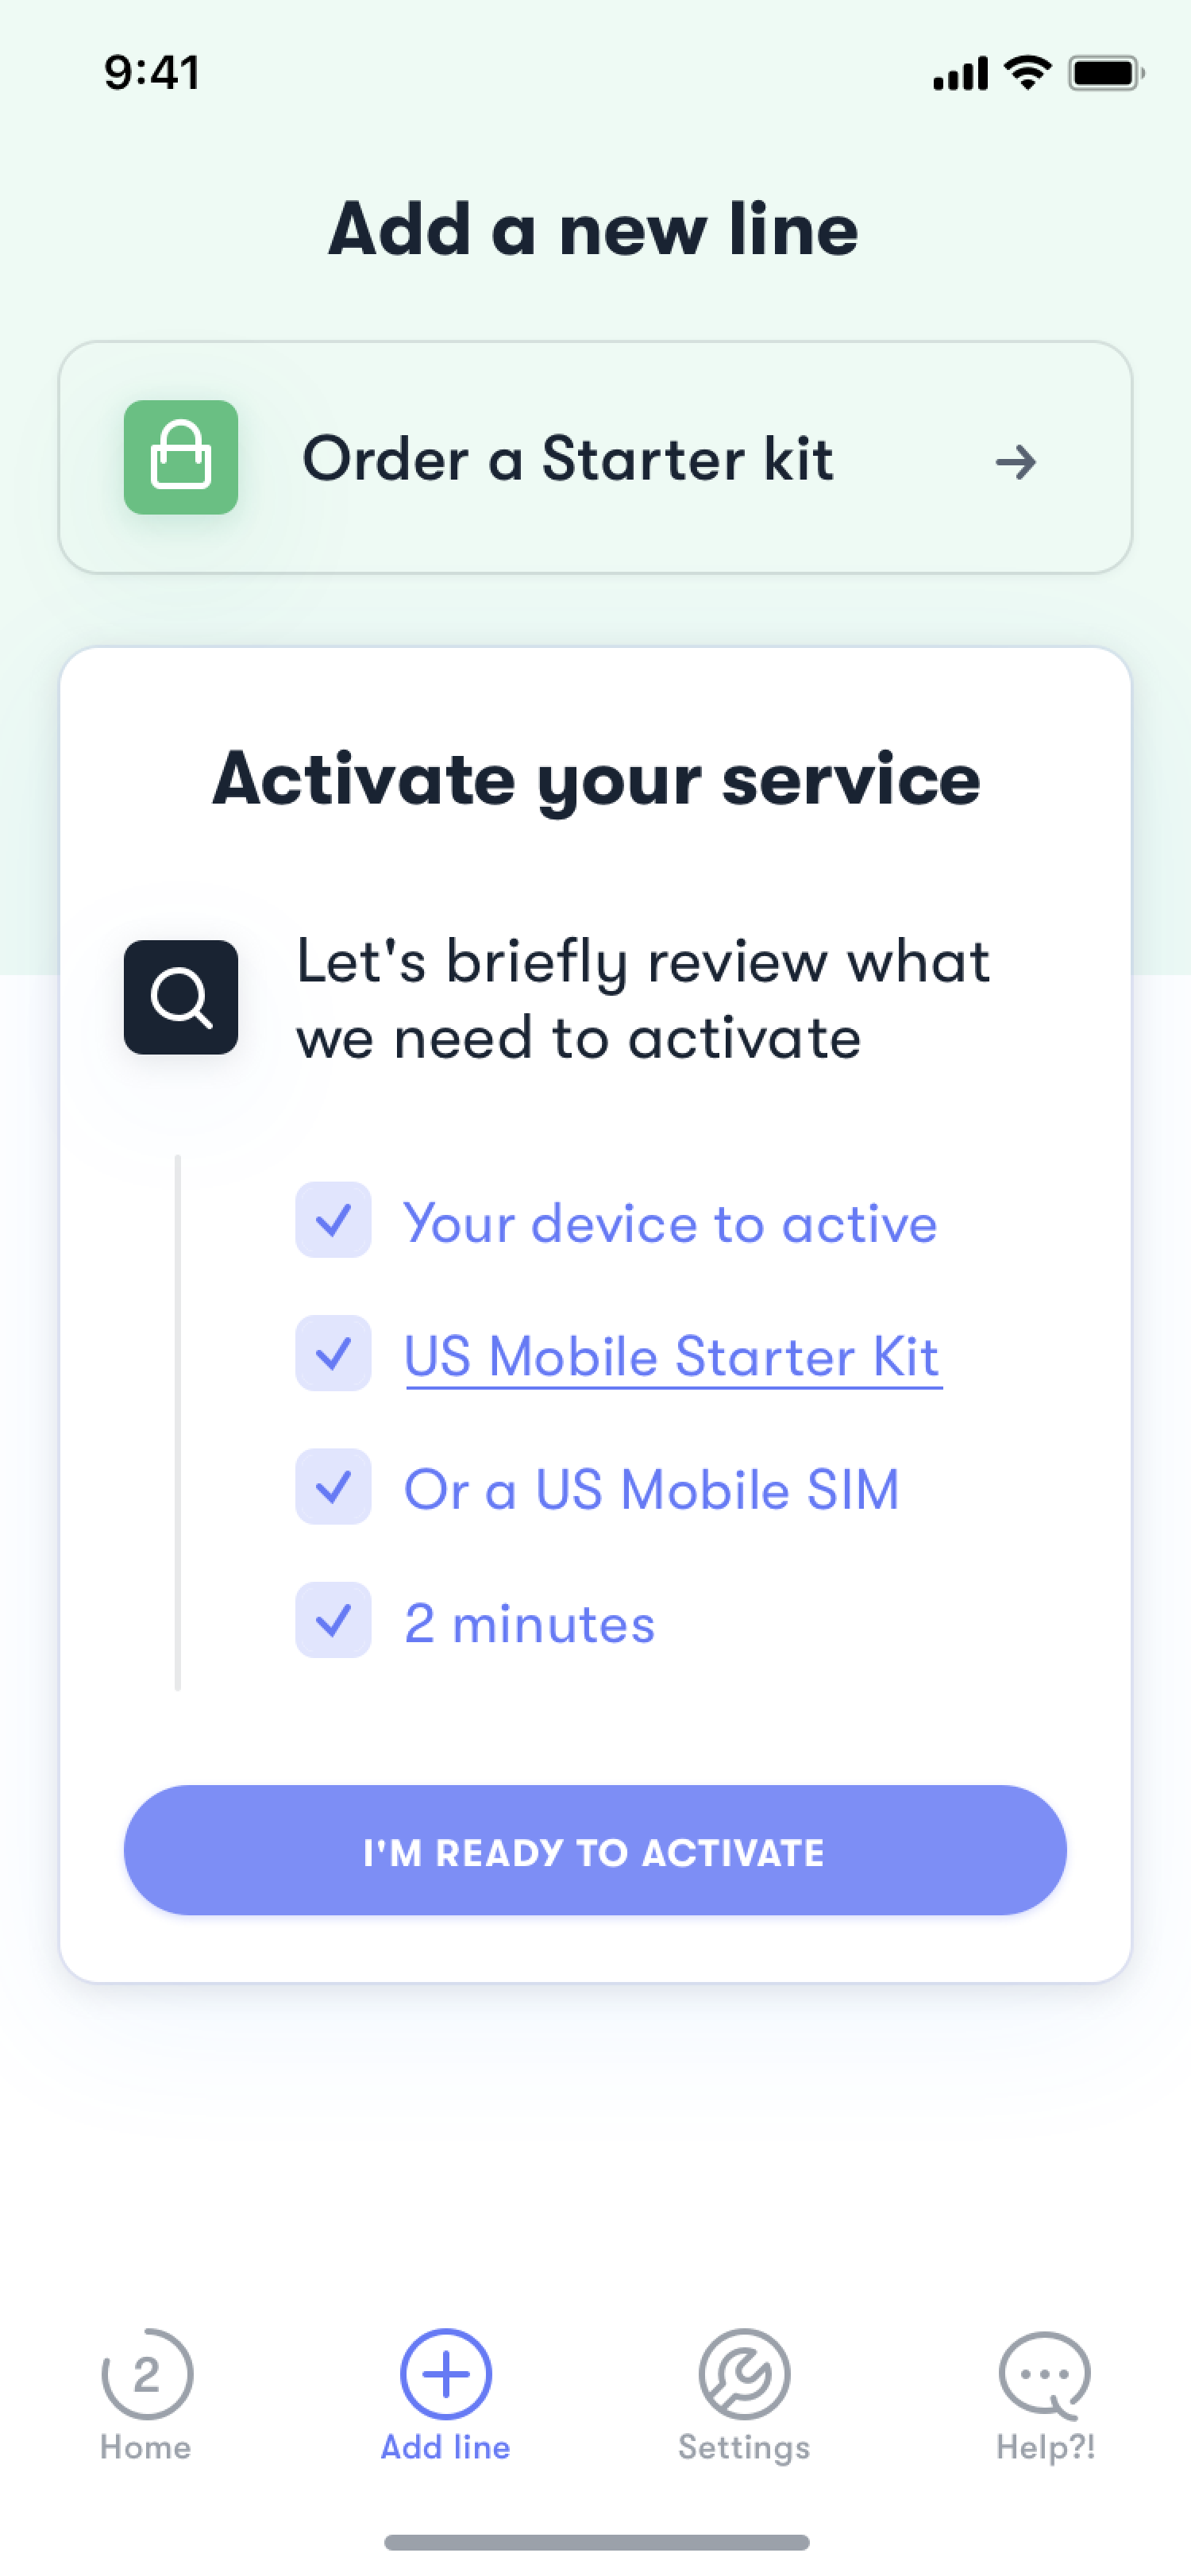 9:41
Add a new line
Order a Starter kit
Activate your service
Let's briefly review what
we need to activate
Your device to active
US Mobile Starter Kit
Or a US Mobile SIM
2 minutes
I'M READY TO ACTIVATE
2
Home
Add line
Settings
Help?!